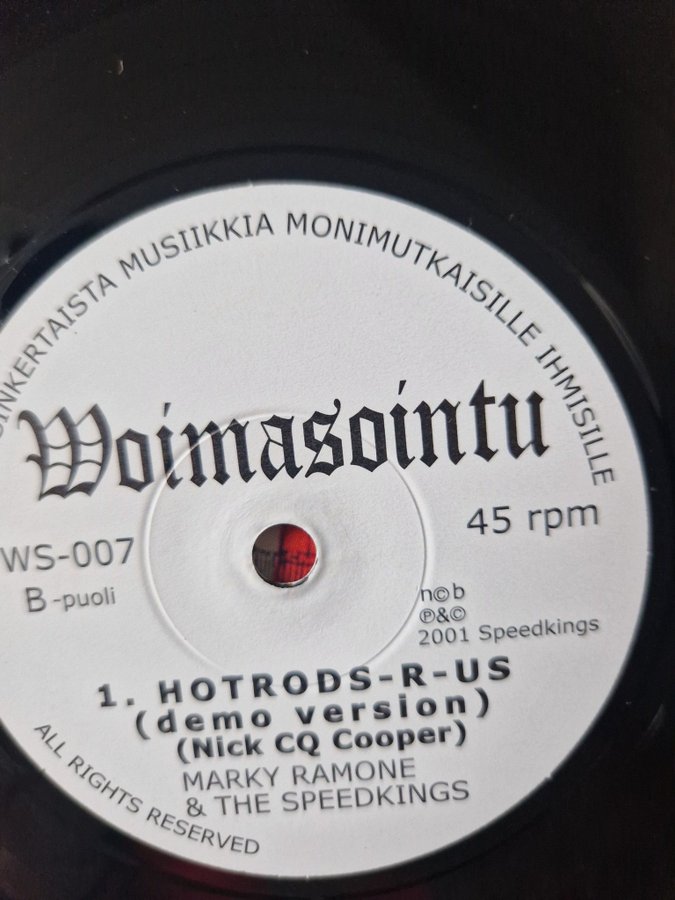 SINKERTAISTA MUSIIKKIA MONIMUTKAISILLE IHMISILLE
Woimasointu
45 rpm
WS-007
B-puoli
n©b
℗&©
2001 Speedkings
1. HOTRODS-R-US
(demo version)
(Nick CQ Cooper)
MARKY RAMONE
& THE SPEEDKINGS
ALL RIGHTS RESERVED